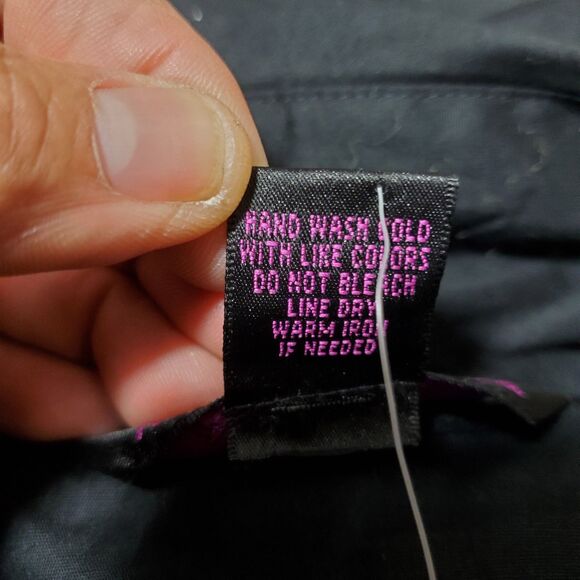 HAND WASH COLD
WITH LIKE COLORS
DO NOT BLEACH
LINE DRY
WARM IRON
IF NEEDED